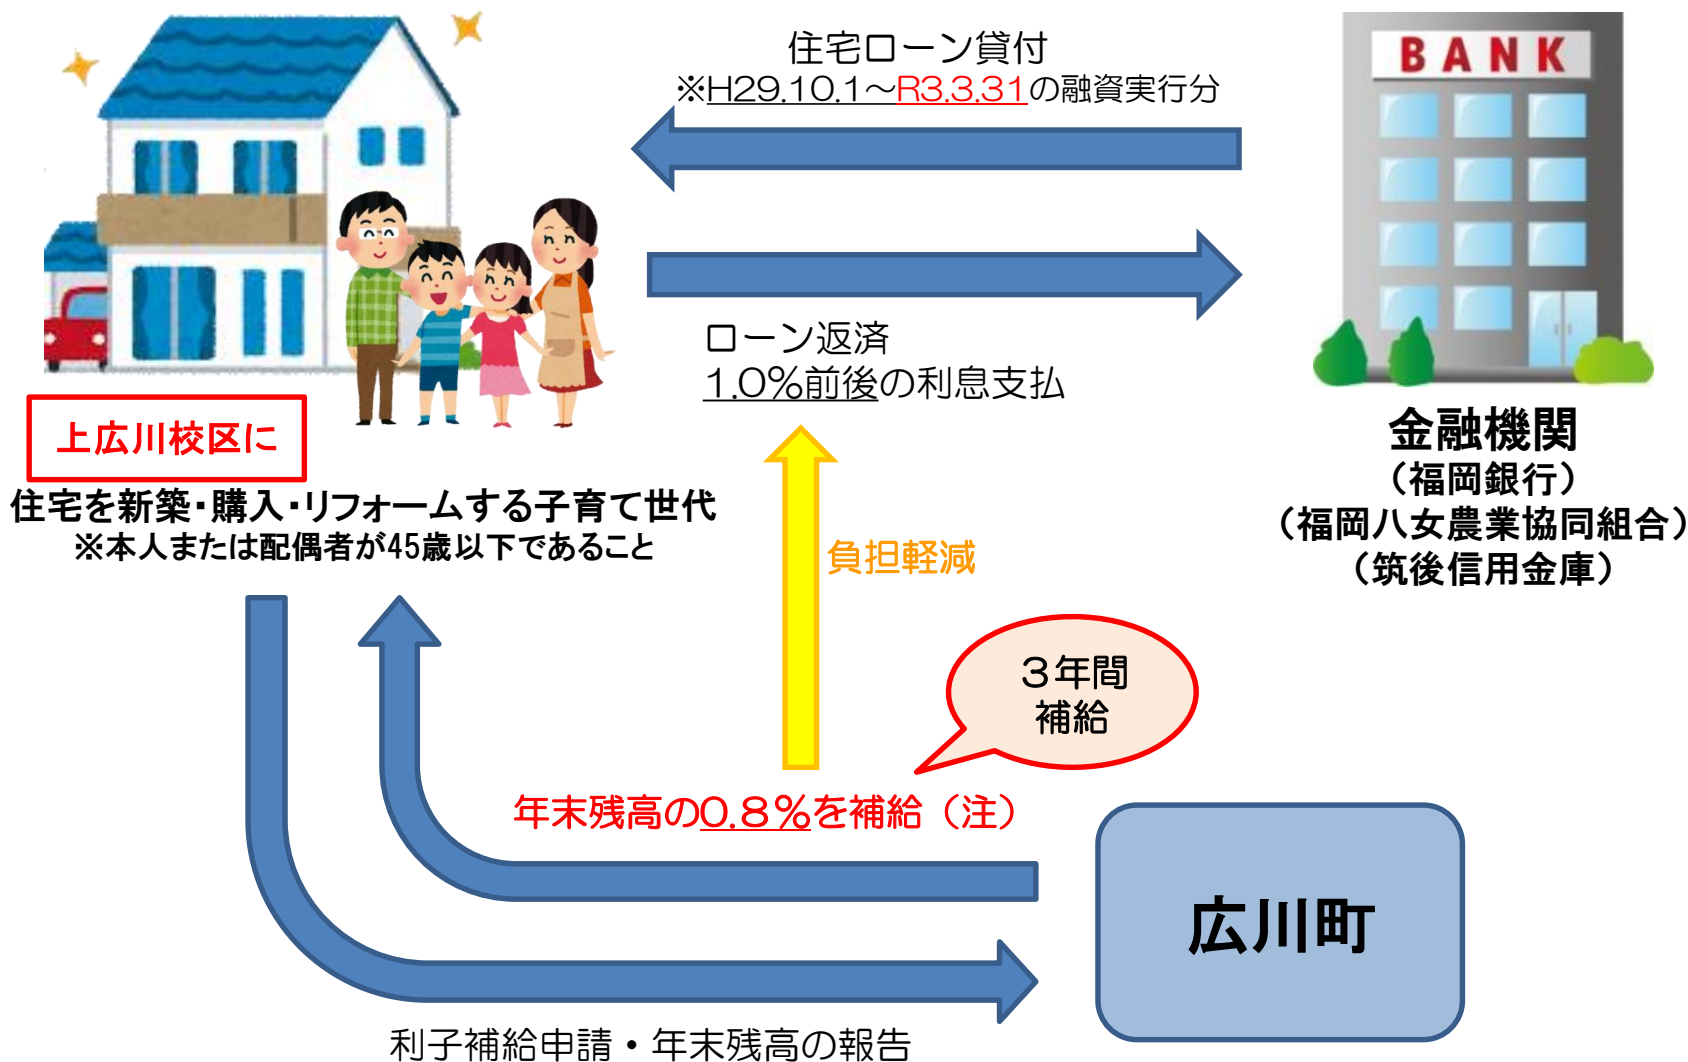 住宅ローン貸付
※H29.10.1～R3.3.31の融資実行分
BANK
ローン返済
1.0％前後の利息支払
上広川校区に
住宅を新築・購入・リフォームする子育て世代
※本人または配偶者が45歳以下であること
金融機関
（福岡銀行）
（福岡八女農業協同組合）
（筑後信用金庫）
負担軽減
３年間
補給
年末残高の0.8％を補給（注）
広川町
利子補給申請・年末残高の報告